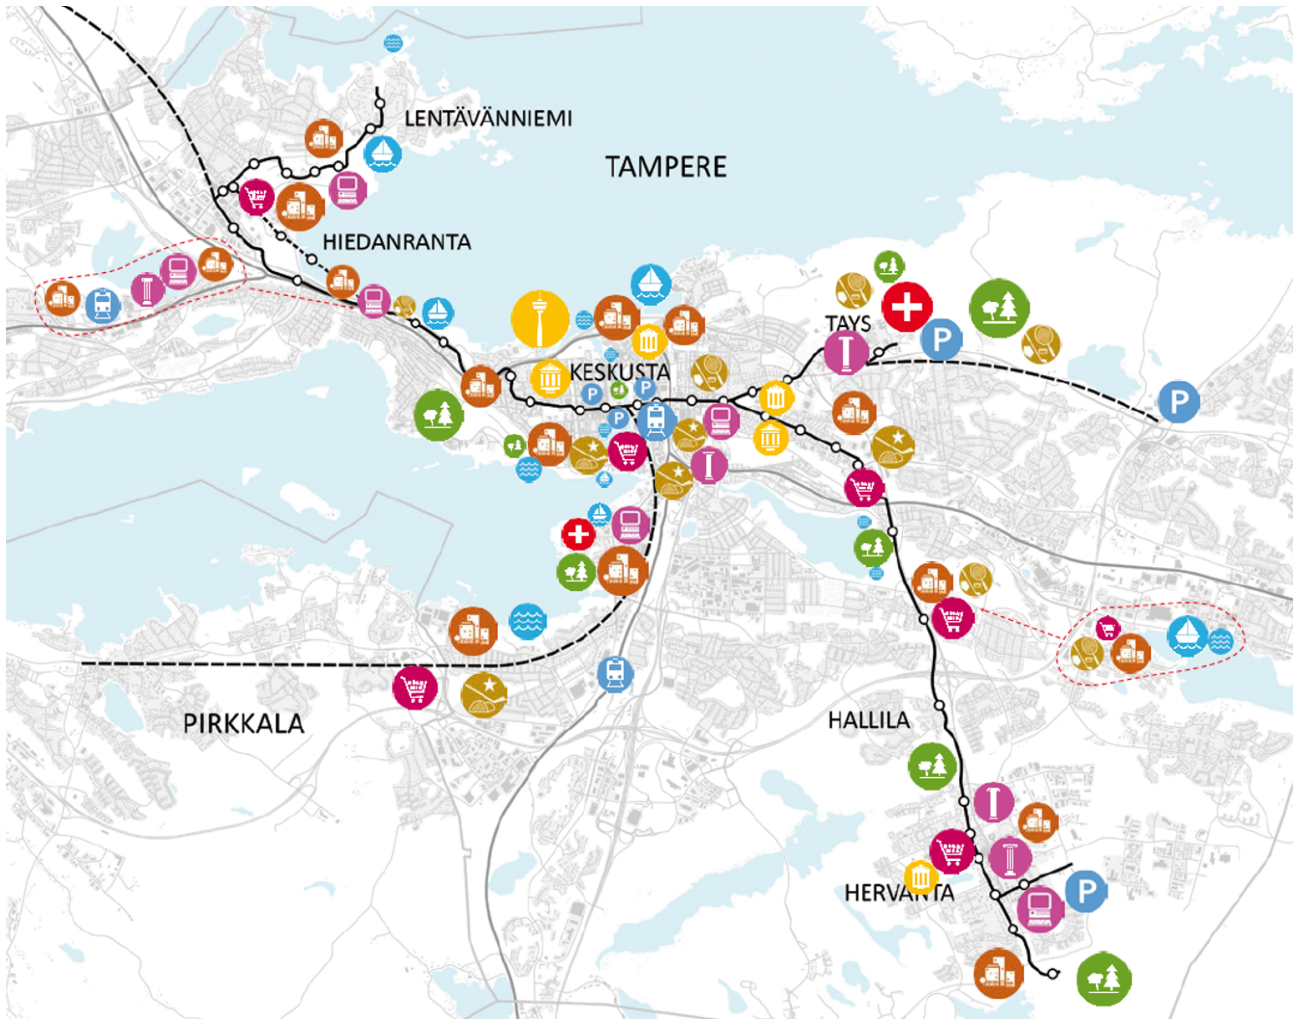 LENTÄVÄNNIEMI
TAMPERE
HIEDANRANTA
TAYS
P
KESKUSTA
P
P
P
P
PIRKKALA
HALLILA
HERVANTA
P